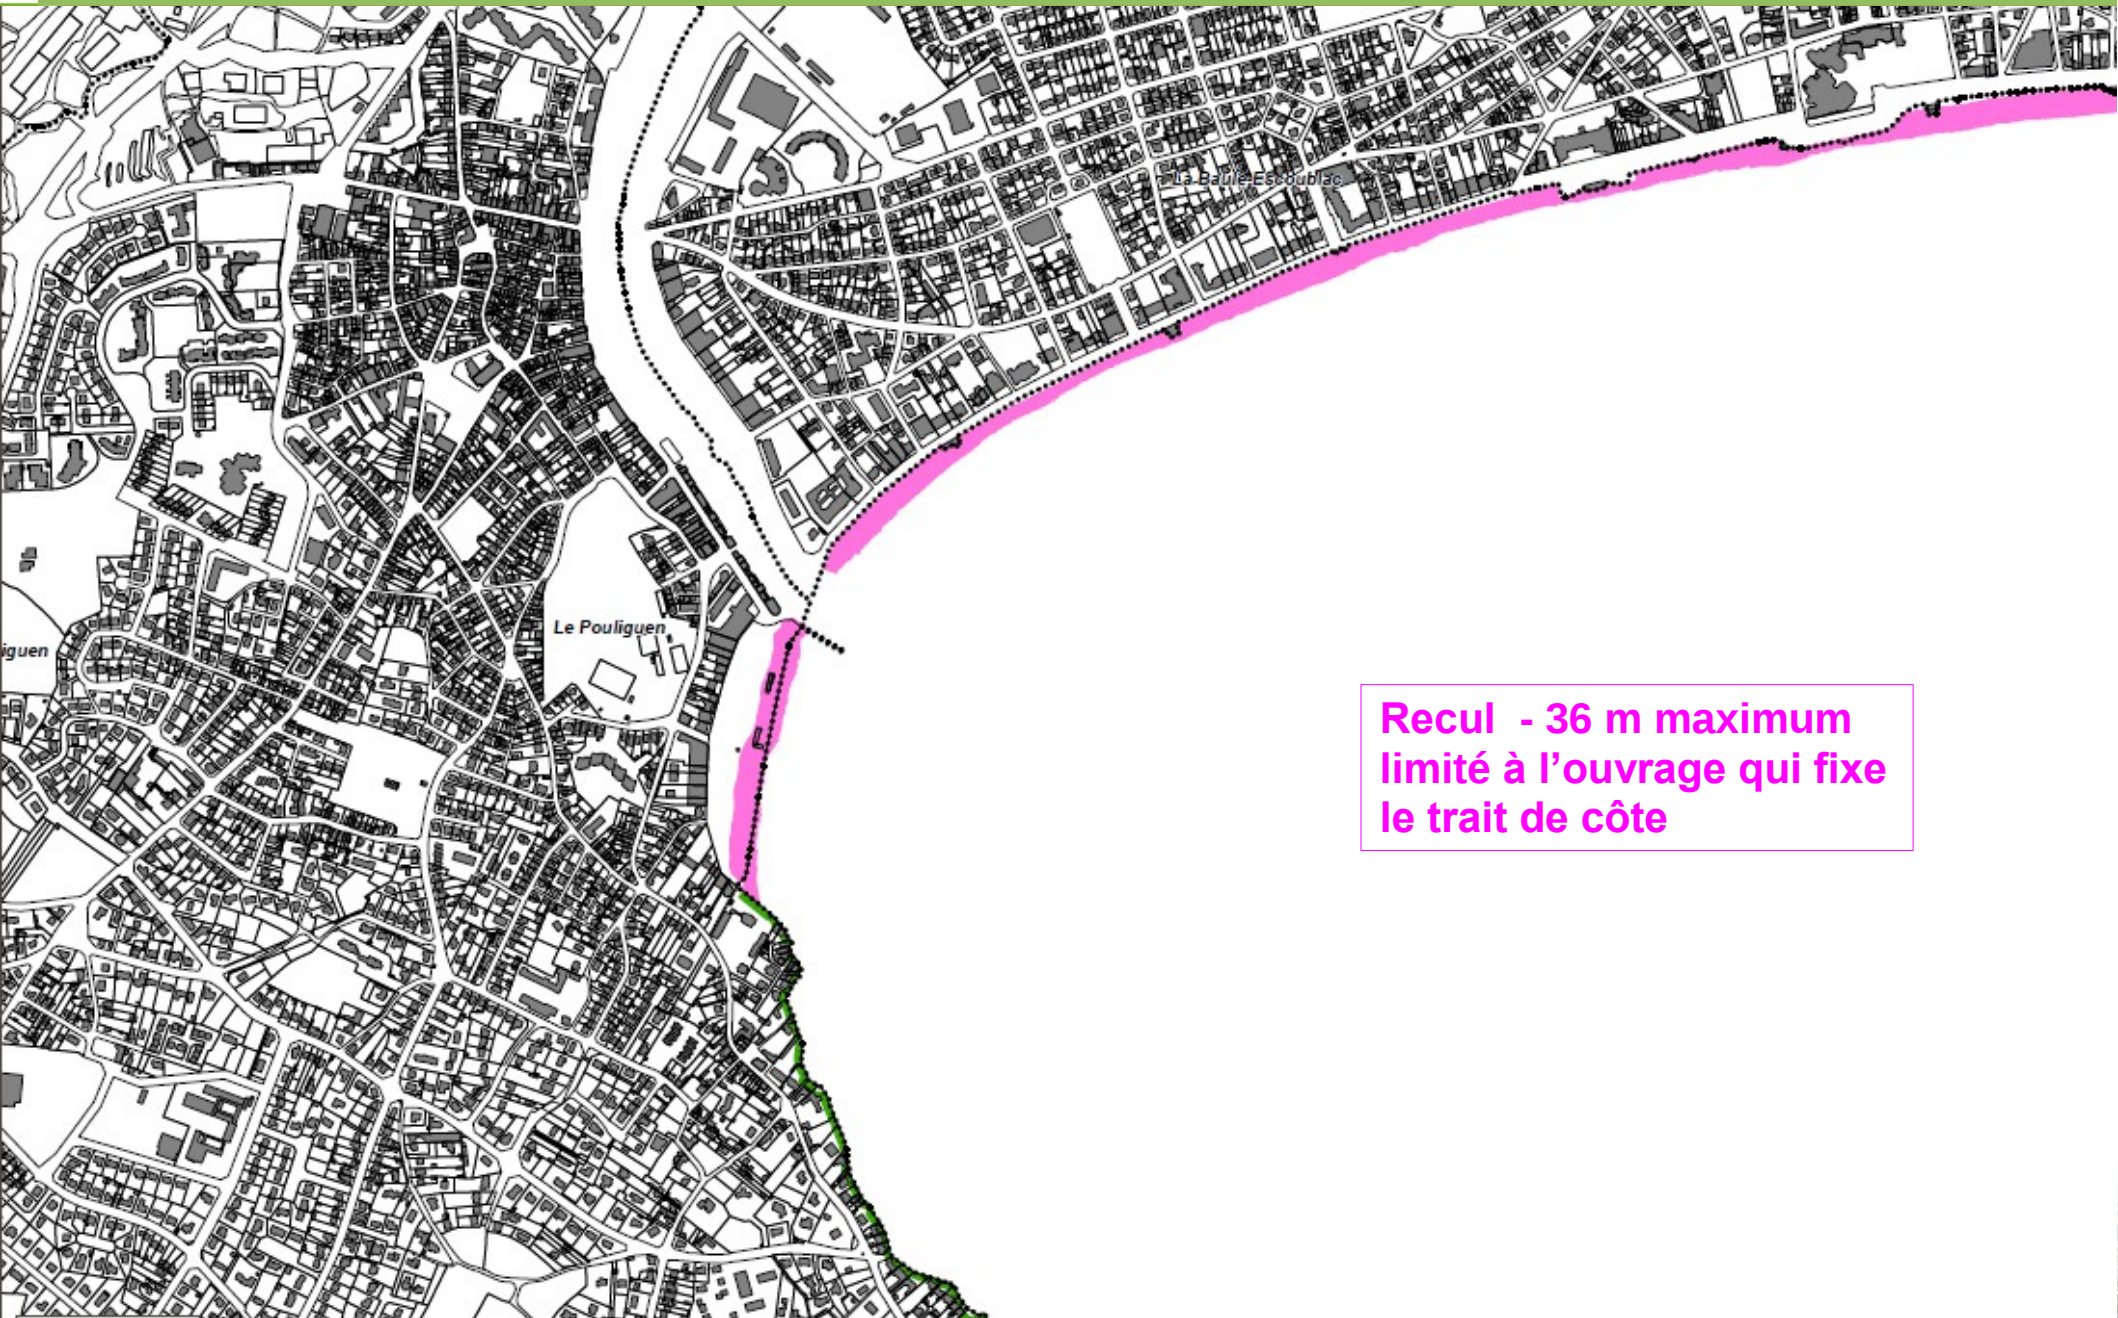 La Baule-Escoublac
Le Pouliguen
iguen
Recul - 36 m maximum
limité à l'ouvrage qui fixe
le trait de côte